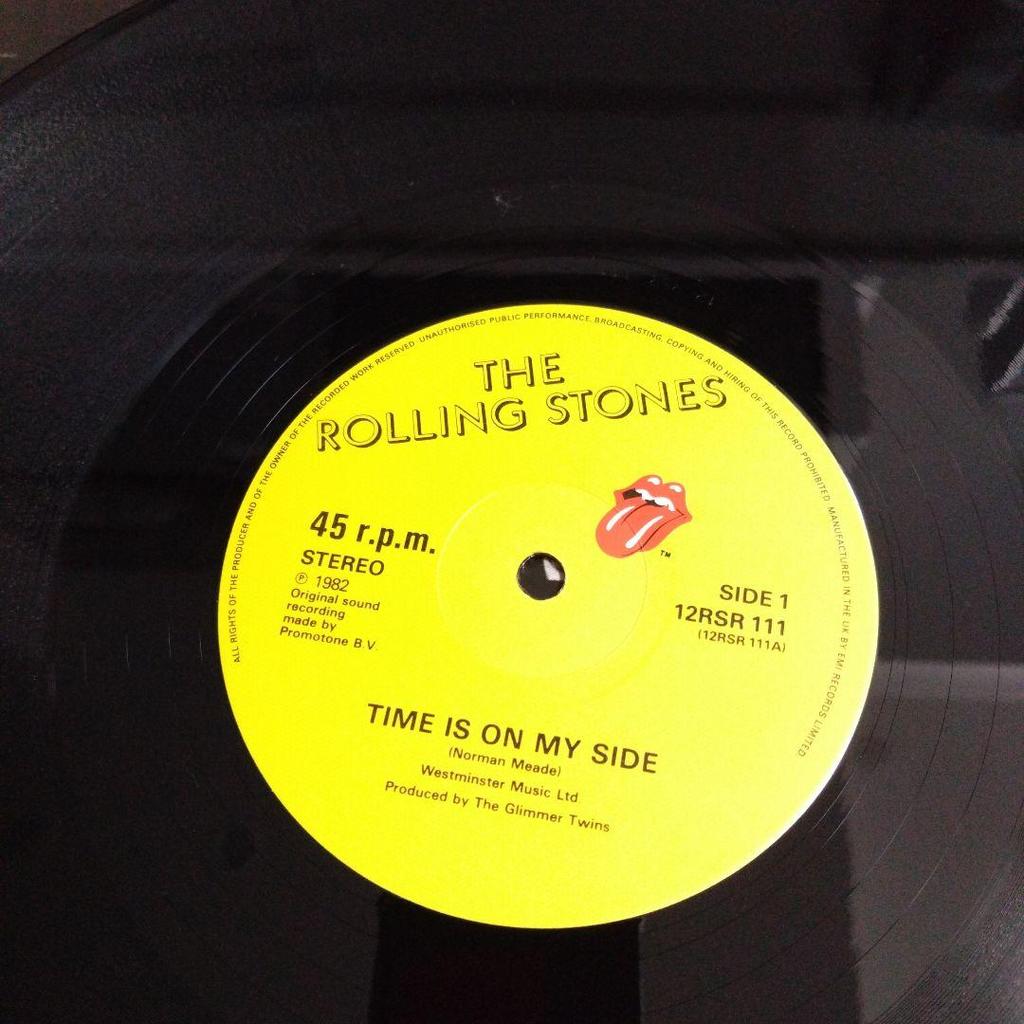 ALL RIGHTS OF THE PRODUCER AND OF THE OWNER OF THE RECORDED WORK RESERVED. UNAUTHORISED PUBLIC PERFORMANCE, BROADCASTING, COPYING AND HIRING OF THIS RECORD PROHIBITED. MANUFACTURED IN THE UK BY EMI RECORDS LIMITED
THE
ROLLING STONES
TM
45 r.p.m.
STEREO
℗ 1982
Original sound
recording
made by
Promotone B.V.
SIDE 1
12RSR 111
(12RSR 111A)
TIME IS ON MY SIDE
(Norman Meade)
Westminster Music Ltd
Produced by The Glimmer Twins